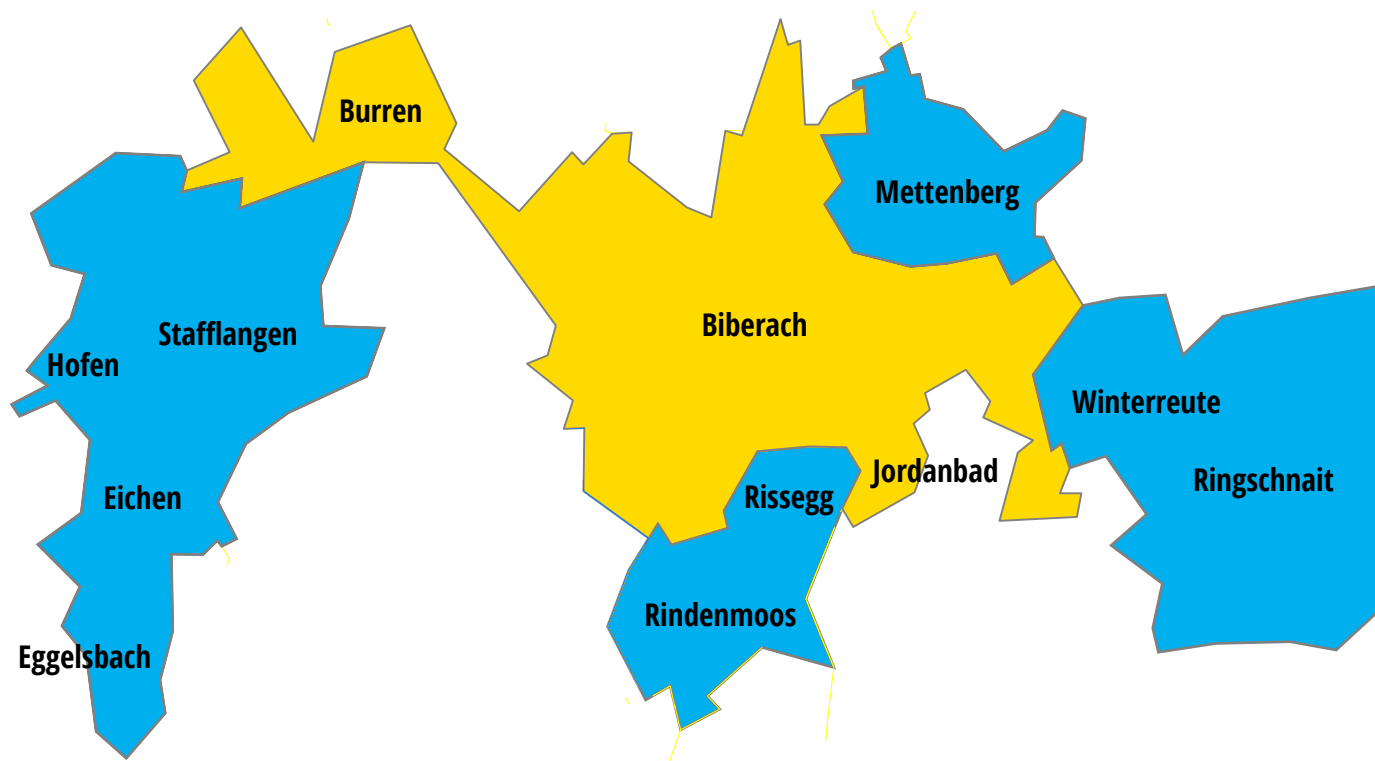 Burren
Mettenberg
Biberach
Stafflangen
Hofen
Winterreute
Jordanbad
Ringschnait
Eichen
Rissegg
Rindenmoos
Eggelsbach